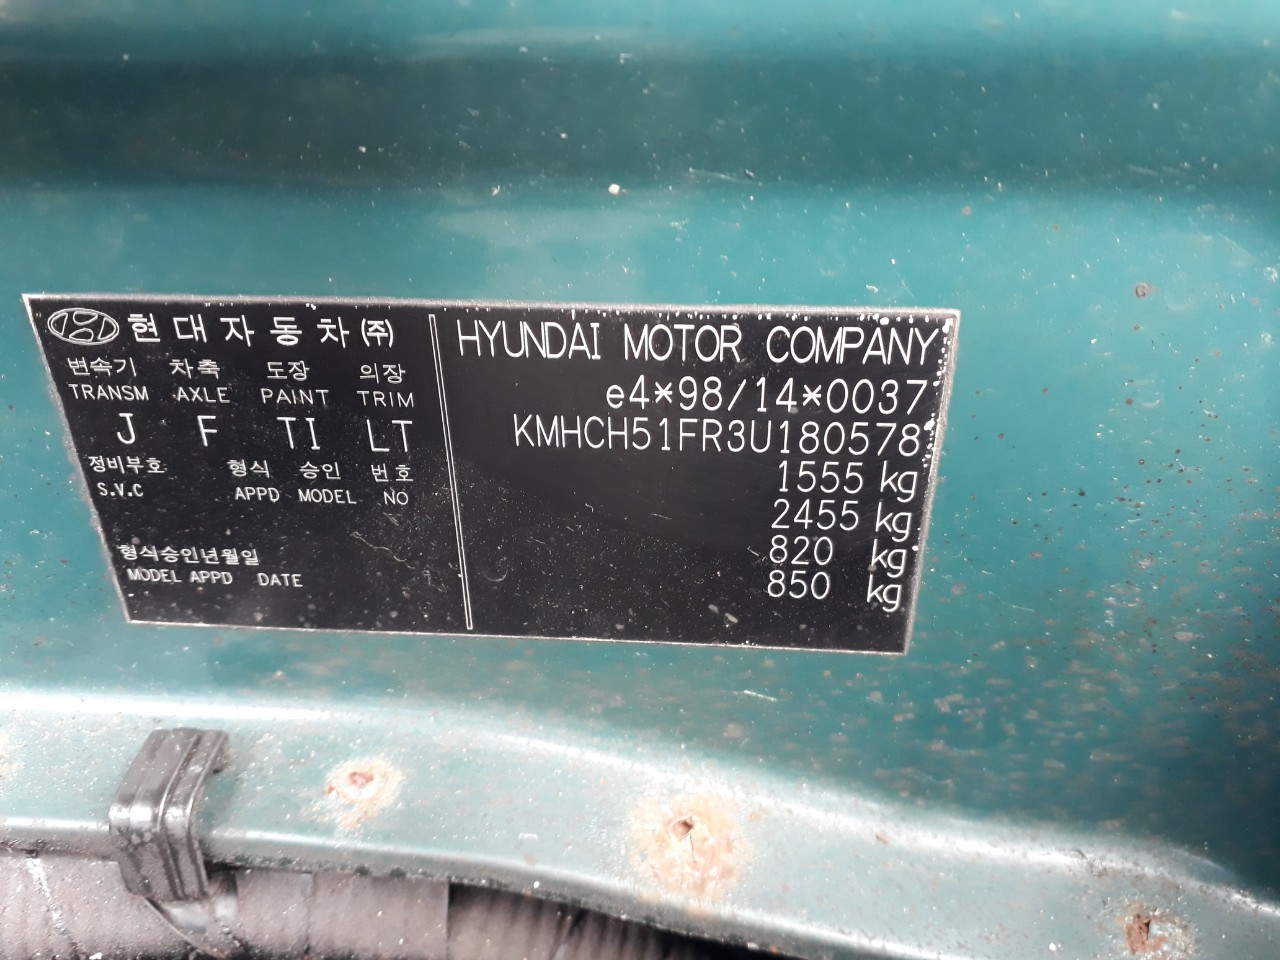 현대자동차(주)
변속기 차축 도장 의장
TRANSM AXLE PAINT TRIM
J F TI LT
정비부호 형식 승인 번호
S.V.C APPD MODEL NO
형식승인년월일
MODEL APPD DATE
HYUNDAI MOTOR COMPANY
e4*98/14*0037
KMHCH51FR3U180578
1555 kg
2455 kg
820 kg
850 kg